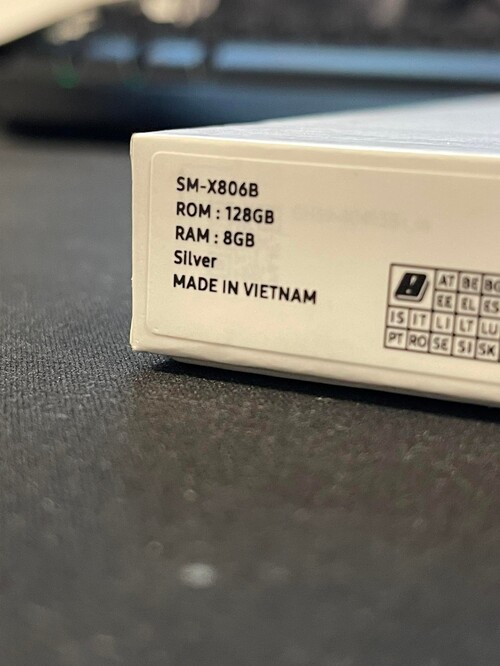 SM-X806B
ROM : 128GB
RAM : 8GB
Silver
MADE IN VIETNAM
AT BE BG
EE EL ES
IS IT LI LT LU
PT RO SE SI SK